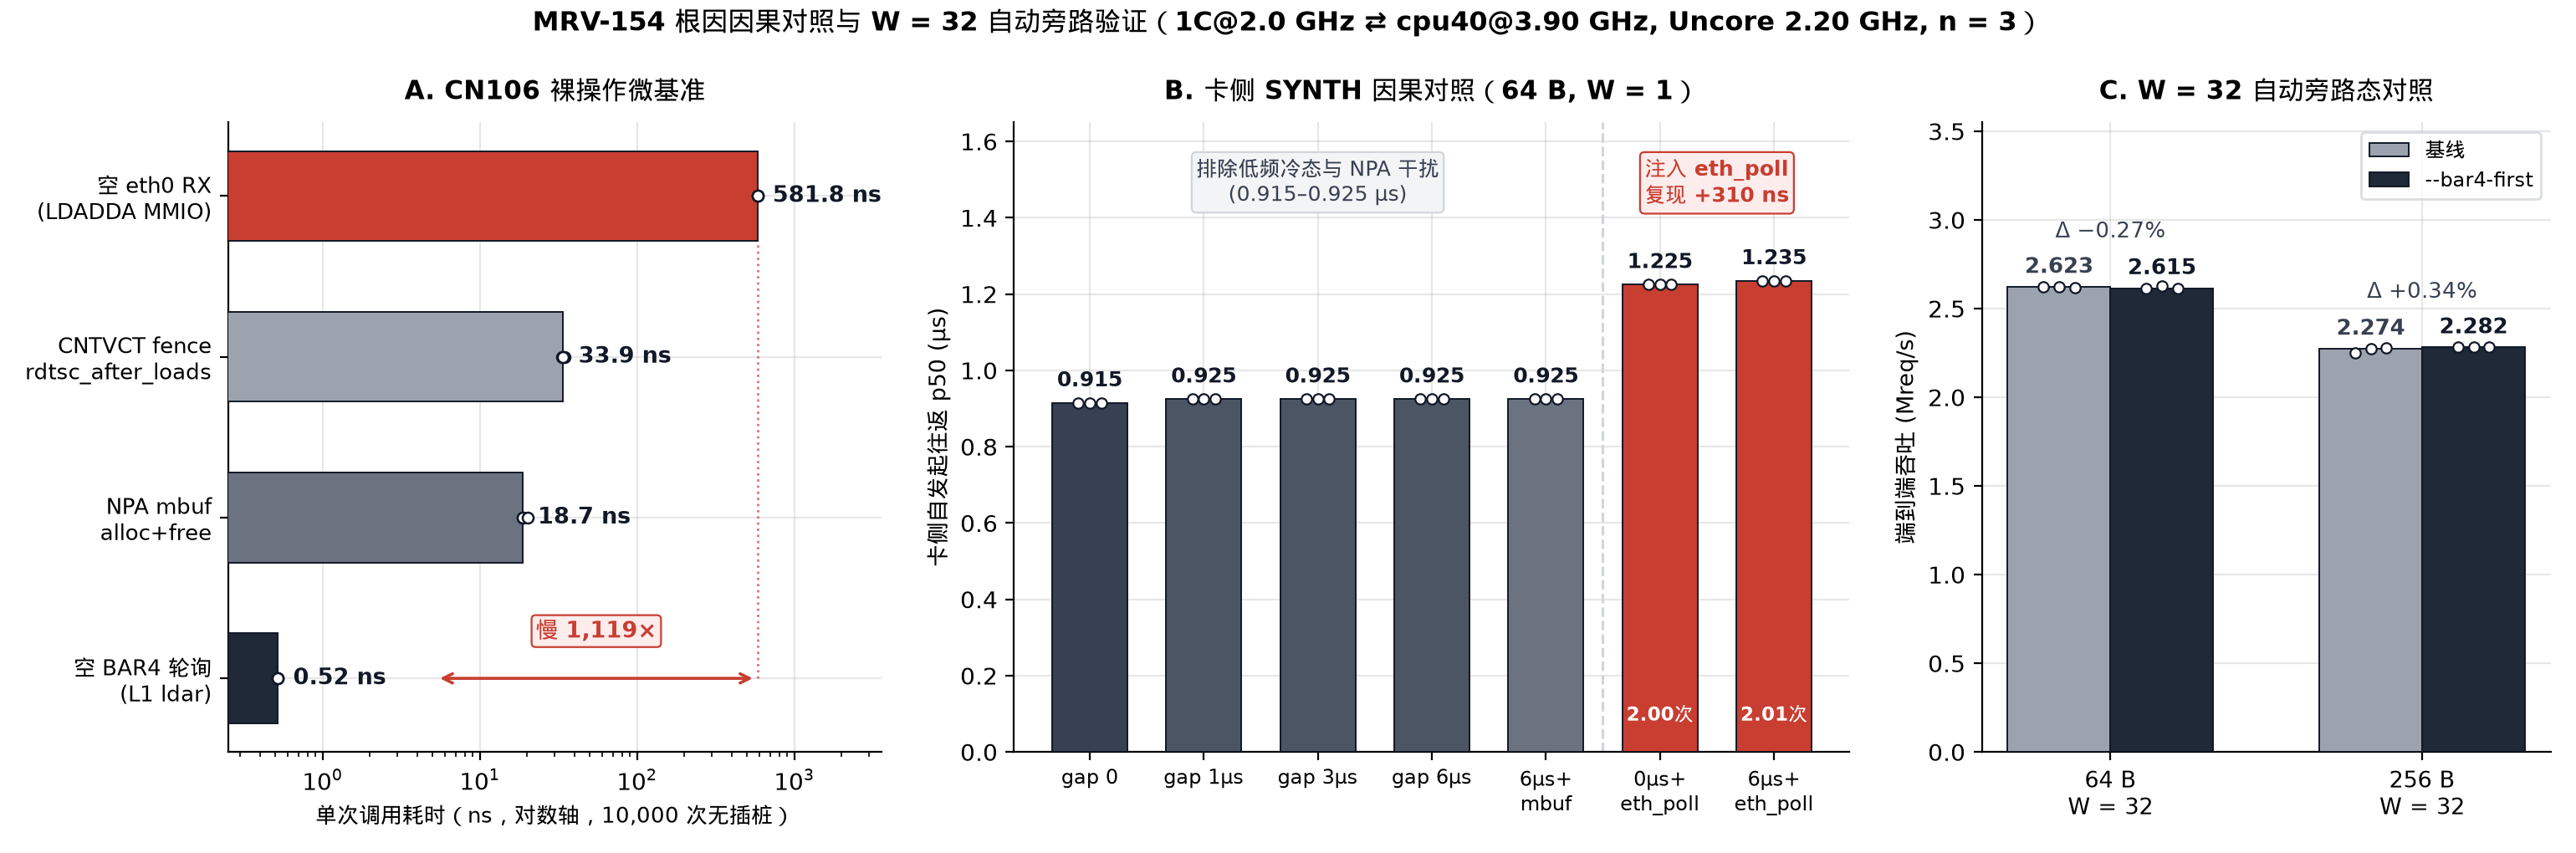 MRV-154 根因因果对照与 W = 32 自动旁路验证（1C@2.0 GHz ⇄ cpu40@3.90 GHz, Uncore 2.20 GHz, n = 3）
A. CN106 裸操作微基准
空 eth0 RX
(LDADDA MMIO)
581.8 ns
CNTVCT fence
rdtsc_after_loads
33.9 ns
NPA mbuf
alloc+free
18.7 ns
慢 1,119×
空 BAR4 轮询
(L1 ldar)
0.52 ns
10⁰ 10¹ 10² 10³
单次调用耗时（ns，对数轴，10,000 次无插桩）
B. 卡侧 SYNTH 因果对照（64 B, W = 1）
卡侧自发起往返 p50 (μs)
1.6
1.4
1.2
1.0
0.8
0.6
0.4
0.2
0.0
排除低频冷态与 NPA 干扰
(0.915–0.925 μs)
注入 eth_poll
复现 +310 ns
0.915 0.925 0.925 0.925 0.925 1.225 1.235
2.00次 2.01次
gap 0
gap 1μs
gap 3μs
gap 6μs
6μs+
mbuf
0μs+
eth_poll
6μs+
eth_poll
C. W = 32 自动旁路态对照
端到端吞吐 (Mreq/s)
3.5
3.0
2.5
2.0
1.5
1.0
0.5
0.0
基线
--bar4-first
Δ −0.27%
2.623 2.615
Δ +0.34%
2.274 2.282
64 B
W = 32
256 B
W = 32